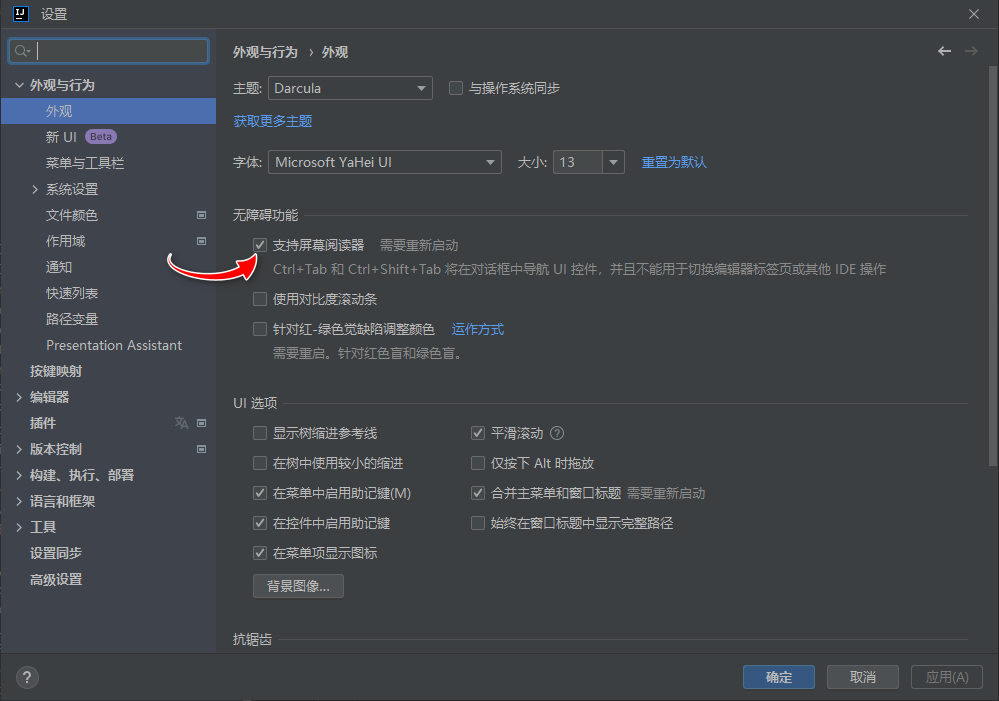 设置
外观与行为 › 外观
外观与行为
外观
新 UI Beta
菜单与工具栏
系统设置
文件颜色
作用域
通知
快速列表
路径变量
Presentation Assistant
按键映射
编辑器
插件
版本控制
构建、执行、部署
语言和框架
工具
设置同步
高级设置
主题: Darcula 与操作系统同步
获取更多主题
字体: Microsoft YaHei UI 大小: 13 重置为默认
无障碍功能
支持屏幕阅读器 需要重新启动
Ctrl+Tab 和 Ctrl+Shift+Tab 将在对话框中导航 UI 控件，并且不能用于切换编辑器标签页或其他 IDE 操作
使用对比度滚动条
针对红-绿色觉缺陷调整颜色 运作方式
需要重启。针对红色盲和绿色盲。
UI 选项
显示树缩进参考线 平滑滚动 ?
在树中使用较小的缩进 仅按下 Alt 时拖放
在菜单中启用助记键(M) 合并主菜单和窗口标题 需要重新启动
在控件中启用助记键 始终在窗口标题中显示完整路径
在菜单项显示图标
背景图像...
抗锯齿
? 确定 取消 应用(A)